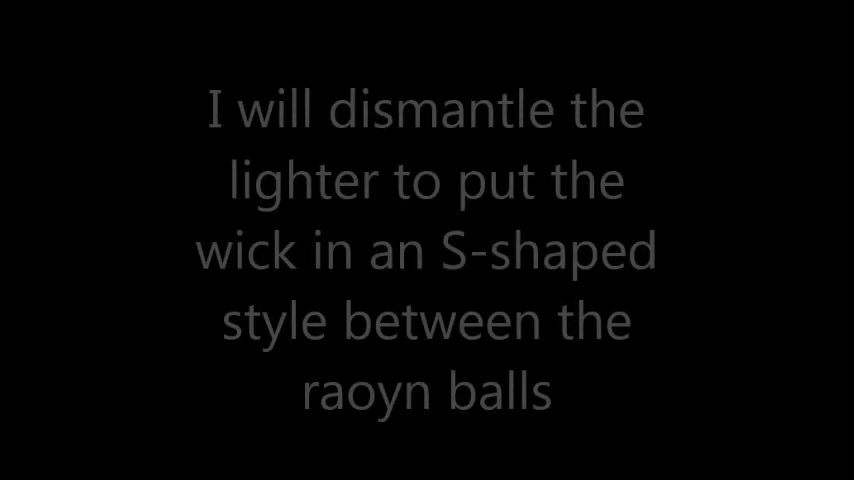 I will dismantle the
lighter to put the
wick in an S-shaped
style between the
raoyn balls